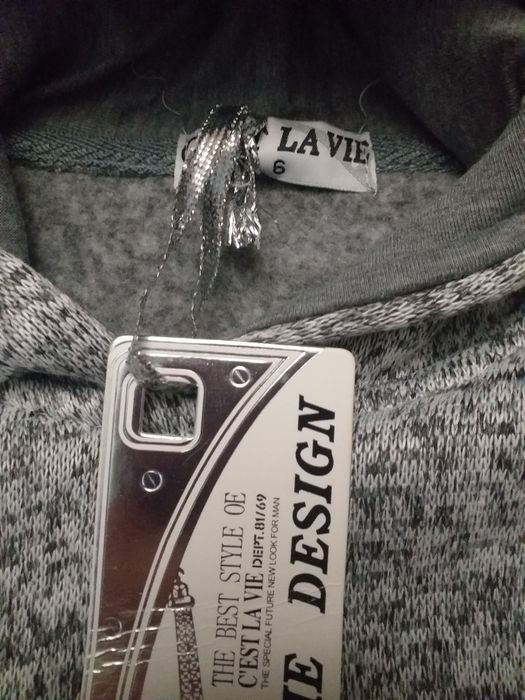 LA VIE
6
THE BEST STYLE OE
C'EST LA VIE DEPT.81/69
THE SPECIAL FUTURE NEW LOOK FOR MAN
DESIGN